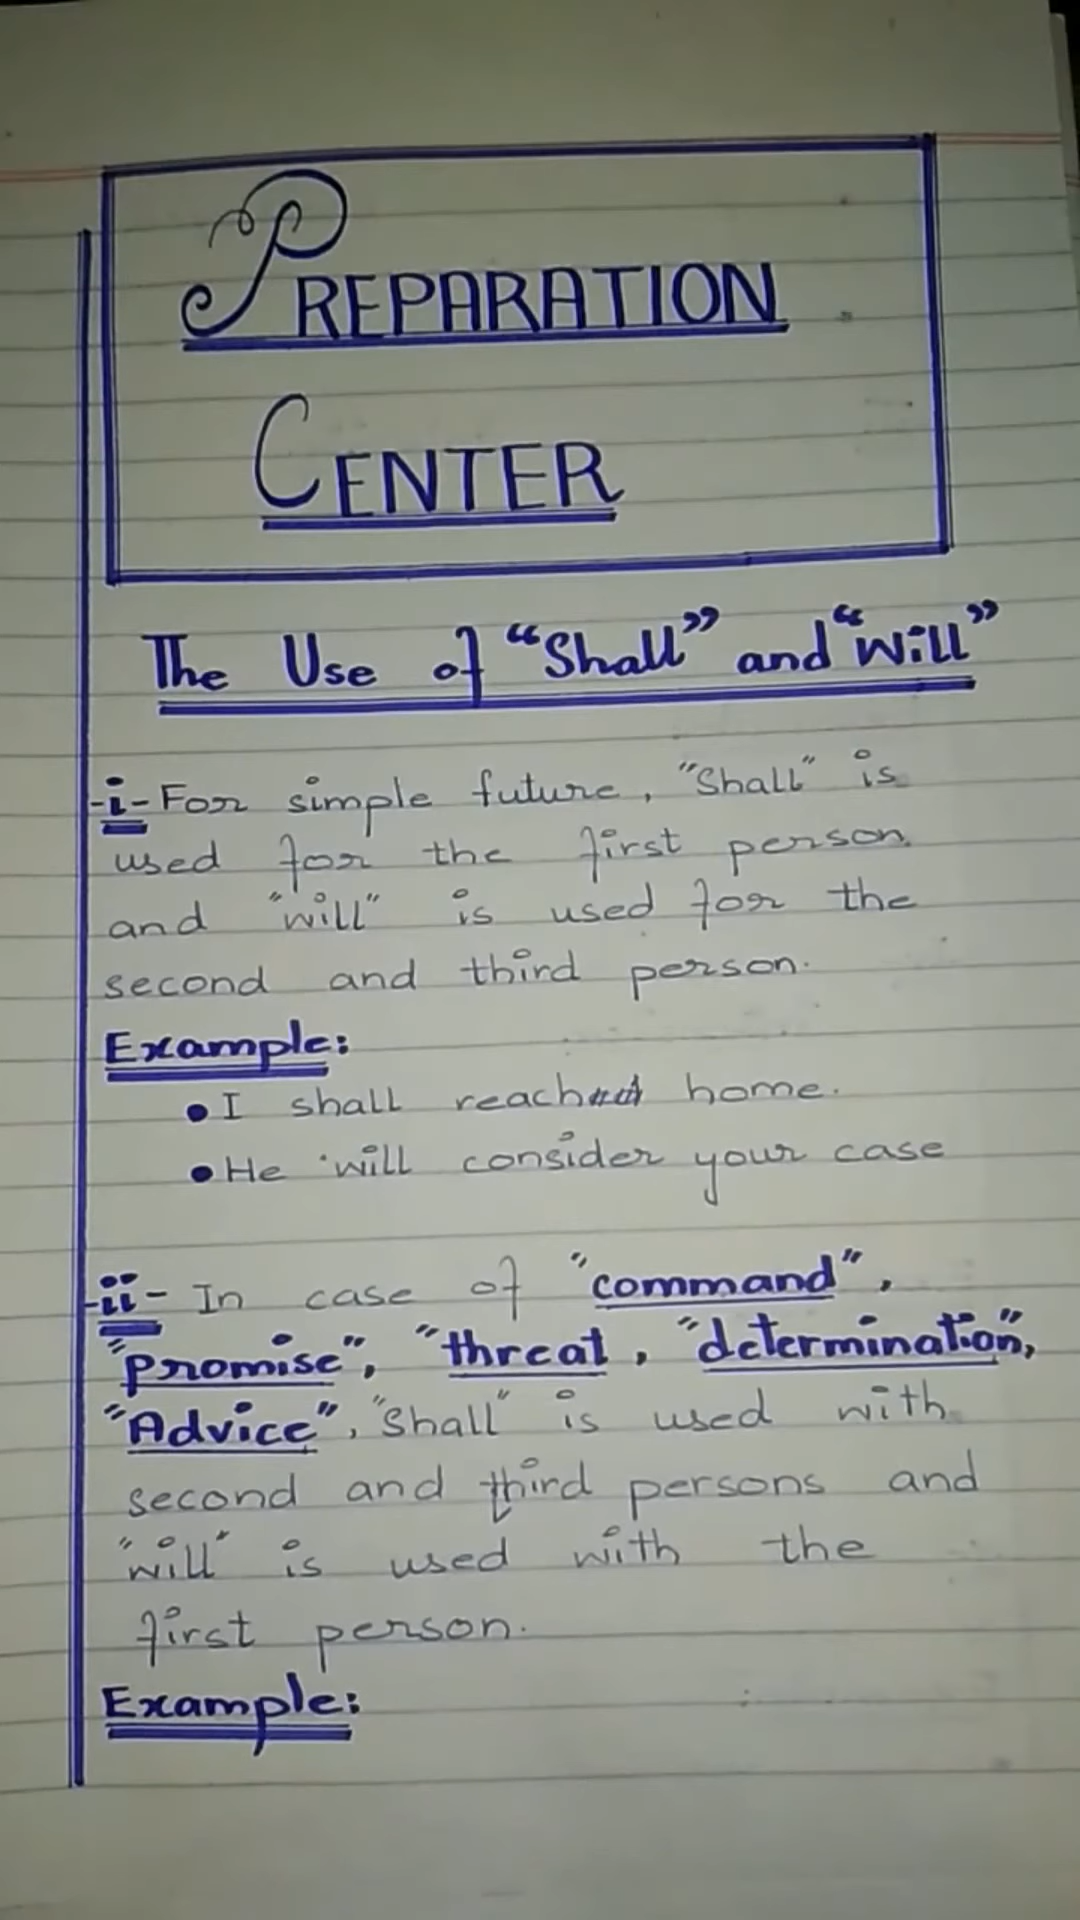 PREPARATION
CENTER
The Use of “Shall” and “Will”
-i- For simple future, "Shall" is
used for the first person
and "will" is used for the
second and third person.
Example:
• I shall reach home.
• He will consider your case
-ii- In case of "command",
"promise", "threat, "determination",
"Advice", "Shall" is used with
second and third persons and
"will" is used with the
first person.
Example: